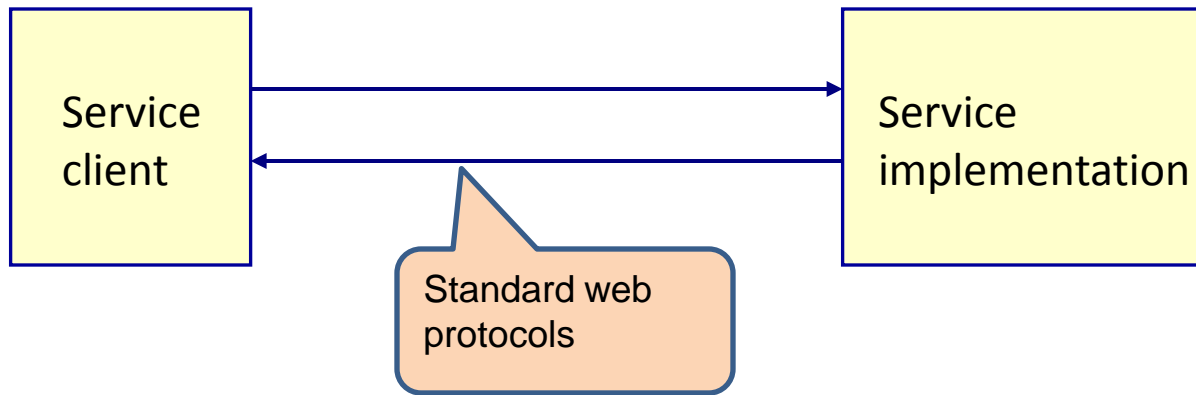 Service
client
Service
implementation
Standard web
protocols